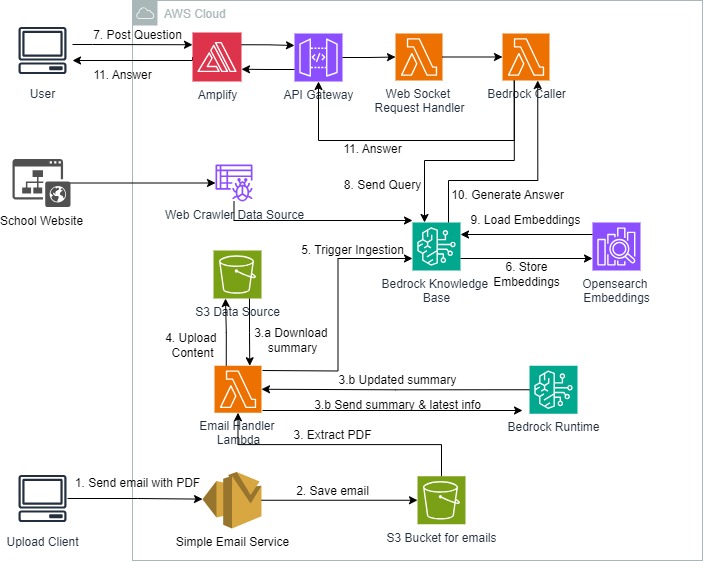 AWS Cloud
7. Post Question
11. Answer
User
Amplify
API Gateway
Web Socket
Request Handler
Bedrock Caller
11. Answer
8. Send Query
10. Generate Answer
School Website
Web Crawler Data Source
9. Load Embeddings
5. Trigger Ingestion
6. Store
Embeddings
Bedrock Knowledge
Base
Opensearch
Embeddings
S3 Data Source
4. Upload
Content
3.a Download
summary
3.b Updated summary
3.b Send summary & latest info
Email Handler
Lambda
Bedrock Runtime
3. Extract PDF
1. Send email with PDF
2. Save email
Upload Client
Simple Email Service
S3 Bucket for emails